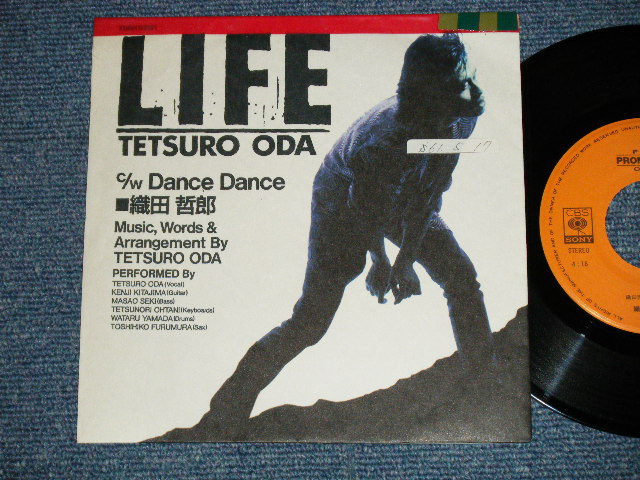 LIFE
TETSURO ODA
c/w Dance Dance
■織田 哲郎
Music, Words &
Arrangement By
TETSURO ODA
PERFORMED By
TETSURO ODA (Vocal)
KENJI KITAJIMA (Guitar)
MASAO SEKI (Bass)
TETSUNORI OHTANI (Keyboards)
WATARU YAMADA (Drums)
TOSHIHIKO FURUMURA (Sax)
CBS
SONY
STEREO